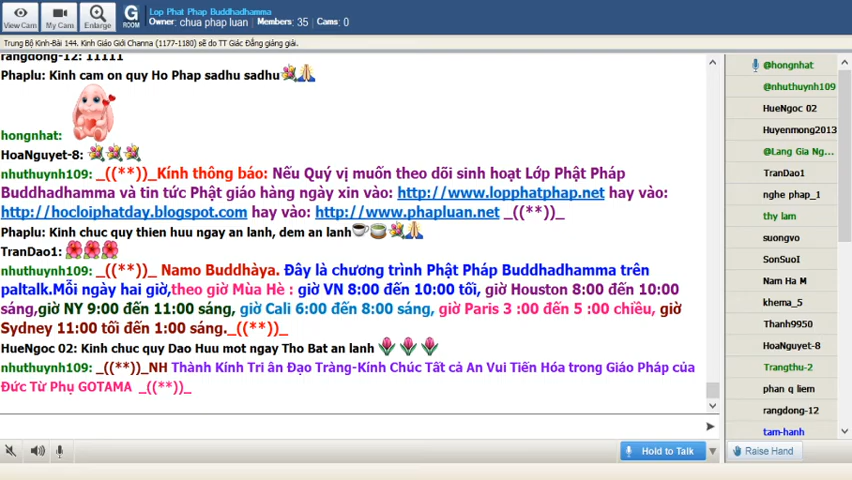 View Cam
My Cam
Enlarge
G
ROOM
Lop Phat Phap Buddhadhamma
Owner: chua phap luan Members: 35 Cams: 0
Trung Bộ Kinh-Bài 144. Kinh Giáo Giới Channa (1177-1180) sẽ do TT Giác Đẳng giảng giải.
rangdong-12: 11111
Phaplu: Kinh cam on quy Ho Phap sadhu sadhu
hongnhat:
HoaNguyet-8:
nhuthuynh109: _((**))_Kính thông báo: Nếu Quý vị muốn theo dõi sinh hoạt Lớp Phật Pháp
Buddhadhamma và tin tức Phật giáo hàng ngày xin vào: http://www.lopphatphap.net hay vào:
http://hocloiphatday.blogspot.com hay vào: http://www.phapluan.net _((**))_
Phaplu: Kinh chuc quy thien huu ngay an lanh, dem an lanh
TranDao1:
nhuthuynh109: _((**))_ Namo Buddhàya. Đây là chương trình Phật Pháp Buddhadhamma trên
paltalk.Mỗi ngày hai giờ,theo giờ Mùa Hè : giờ VN 8:00 đến 10:00 tối, giờ Houston 8:00 đến 10:00
sáng,giờ NY 9:00 đến 11:00 sáng, giờ Cali 6:00 đến 8:00 sáng, giờ Paris 3 :00 đến 5 :00 chiều, giờ
Sydney 11:00 tối đến 1:00 sáng._((**))_
HueNgoc 02: Kinh chuc quy Dao Huu mot ngay Tho Bat an lanh
nhuthuynh109: _((**))_NH Thành Kính Tri ân Đạo Tràng-Kính Chúc Tất cả An Vui Tiến Hóa trong Giáo Pháp của
Đức Từ Phụ GOTAMA _((**))_
@hongnhat
@nhuthuynh109
HueNgoc 02
Huyenmong2013
@Lang Gia Ng...
TranDao1
nghe phap_1
thy lam
suongvo
SonSuoI
Nam Ha M
khema_5
Thanh9950
HoaNguyet-8
Trangthu-2
phan q liem
rangdong-12
tam-hanh
Hold to Talk
Raise Hand